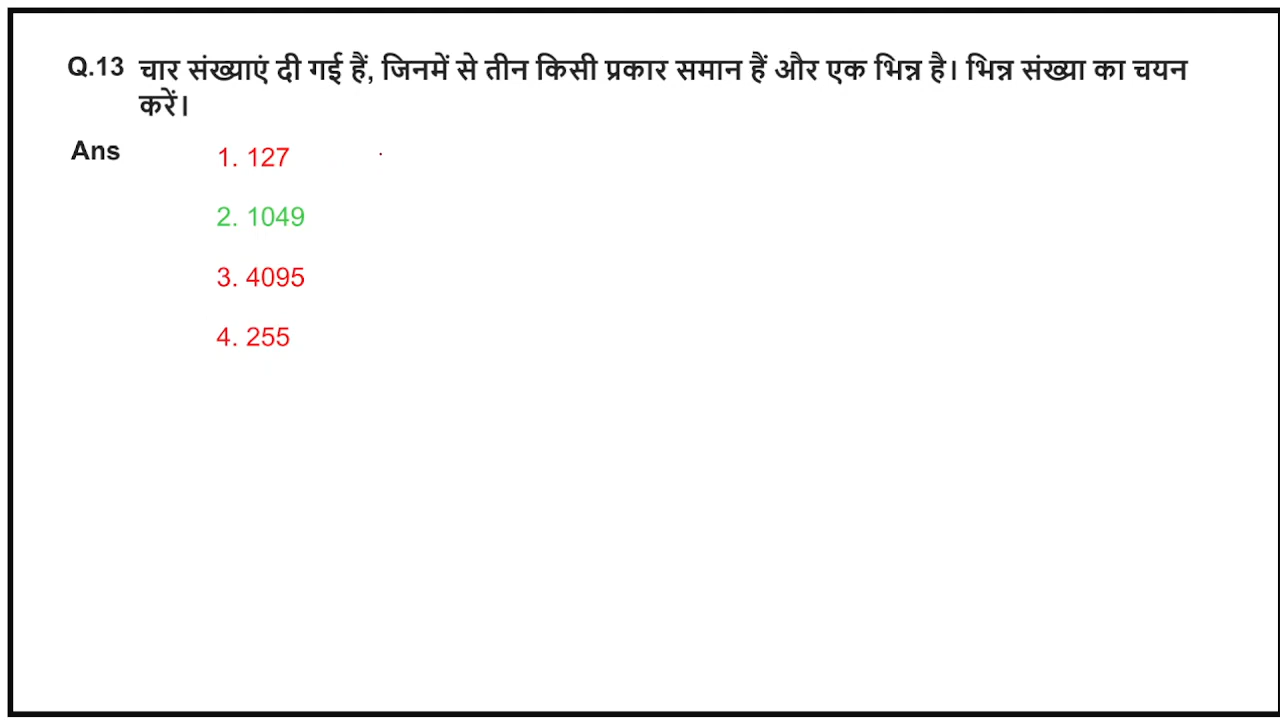 Q.13 चार संख्याएं दी गई हैं, जिनमें से तीन किसी प्रकार समान हैं और एक भिन्न है। भिन्न संख्या का चयन
करें।
Ans 1. 127
2. 1049
3. 4095
4. 255